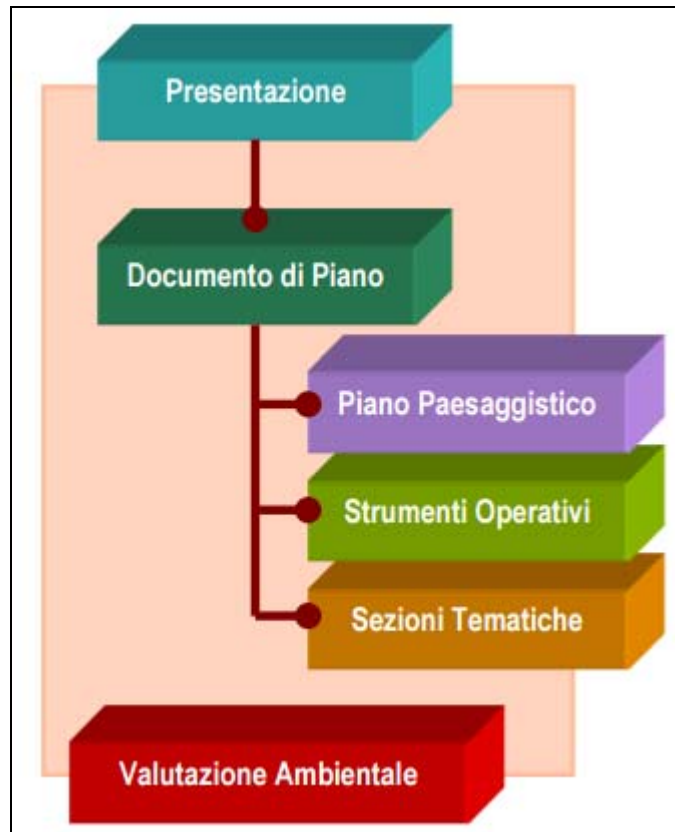 Presentazione
Documento di Piano
Piano Paesaggistico
Strumenti Operativi
Sezioni Tematiche
Valutazione Ambientale